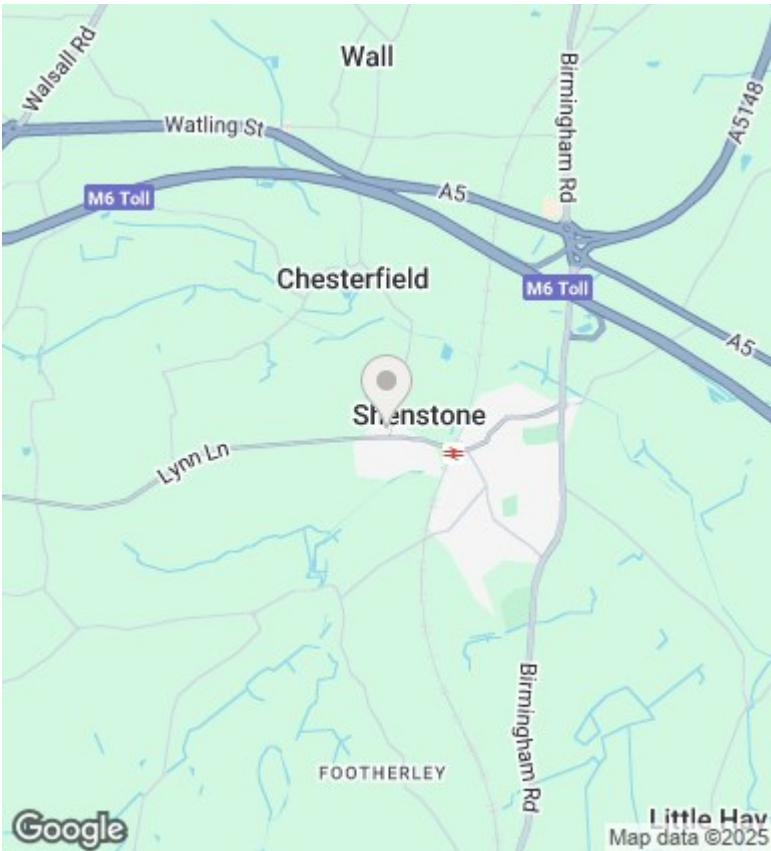 Wall
Walsall Rd
Birmingham Rd
A5148
Watling St
M6 Toll
A5
Chesterfield
M6 Toll
A5
Shenstone
Lynn Ln
Birmingham Rd
FOOTHERLEY
Little Hay
Google
Map data ©2025